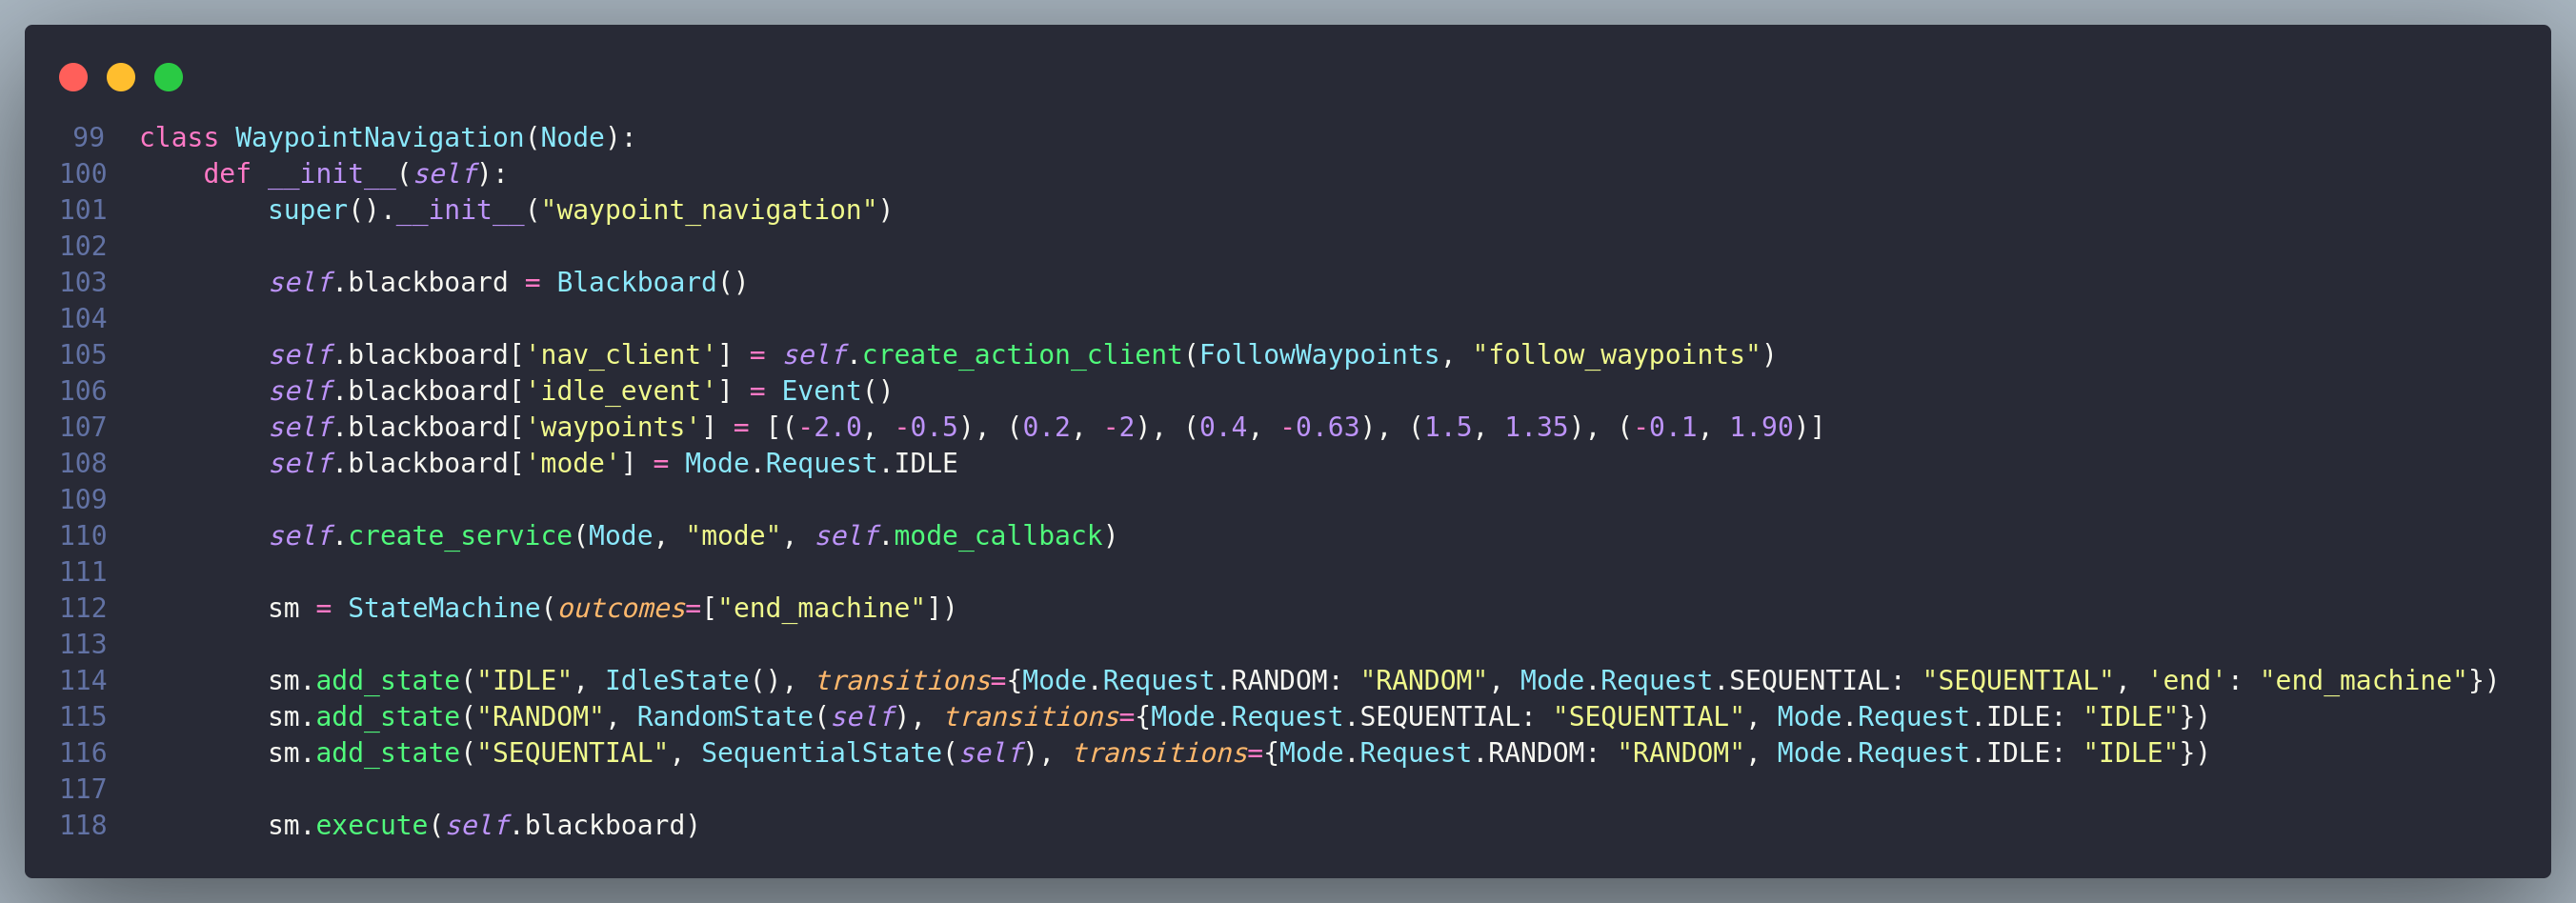 99 class WaypointNavigation(Node):
100     def __init__(self):
101         super().__init__("waypoint_navigation")
102
103         self.blackboard = Blackboard()
104
105         self.blackboard['nav_client'] = self.create_action_client(FollowWaypoints, "follow_waypoints")
106         self.blackboard['idle_event'] = Event()
107         self.blackboard['waypoints'] = [(-2.0, -0.5), (0.2, -2), (0.4, -0.63), (1.5, 1.35), (-0.1, 1.90)]
108         self.blackboard['mode'] = Mode.Request.IDLE
109
110         self.create_service(Mode, "mode", self.mode_callback)
111
112         sm = StateMachine(outcomes=["end_machine"])
113
114         sm.add_state("IDLE", IdleState(), transitions={Mode.Request.RANDOM: "RANDOM", Mode.Request.SEQUENTIAL: "SEQUENTIAL", 'end': "end_machine"})
115         sm.add_state("RANDOM", RandomState(self), transitions={Mode.Request.SEQUENTIAL: "SEQUENTIAL", Mode.Request.IDLE: "IDLE"})
116         sm.add_state("SEQUENTIAL", SequentialState(self), transitions={Mode.Request.RANDOM: "RANDOM", Mode.Request.IDLE: "IDLE"})
117
118         sm.execute(self.blackboard)